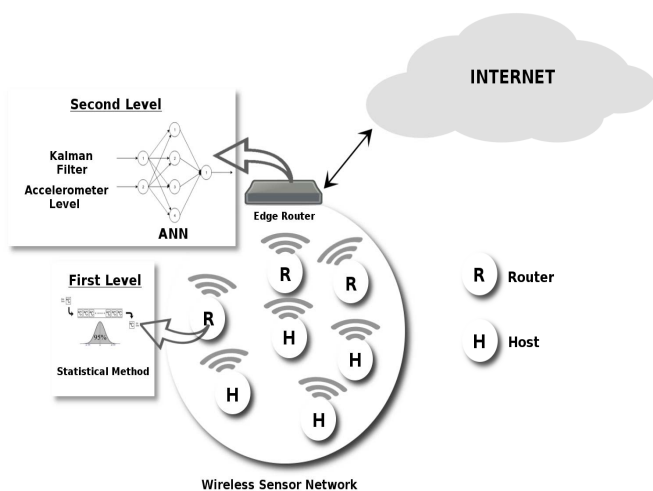 INTERNET
Second Level
Kalman
Filter
Accelerometer
Level
ANN
Edge Router
First Level
95%
Statistical Method
R
R
R
H
H
H
H
R Router
H Host
Wireless Sensor Network